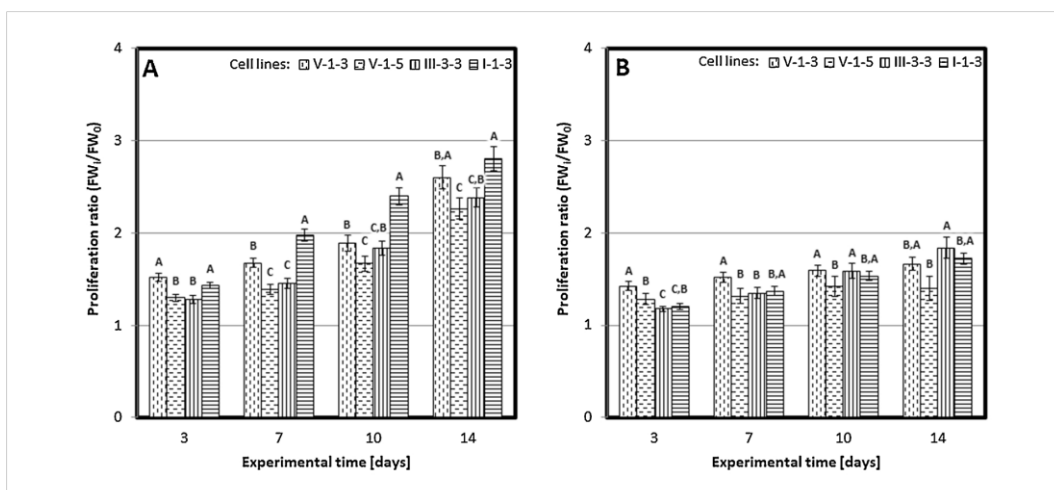 A
Cell lines: V-1-3 V-1-5 III-3-3 I-1-3
Proliferation ratio (FWᵢ/FW₀)
4
3
2
1
0
A B B A
B C C A
B C C,B A
B,A C C,B A
3 7 10 14
Experimental time [days]
B
Cell lines: V-1-3 V-1-5 III-3-3 I-1-3
Proliferation ratio (FWᵢ/FW₀)
4
3
2
1
0
A B C C,B
A B B B,A
A B A B,A
B,A B A B,A
3 7 10 14
Experimental time [days]